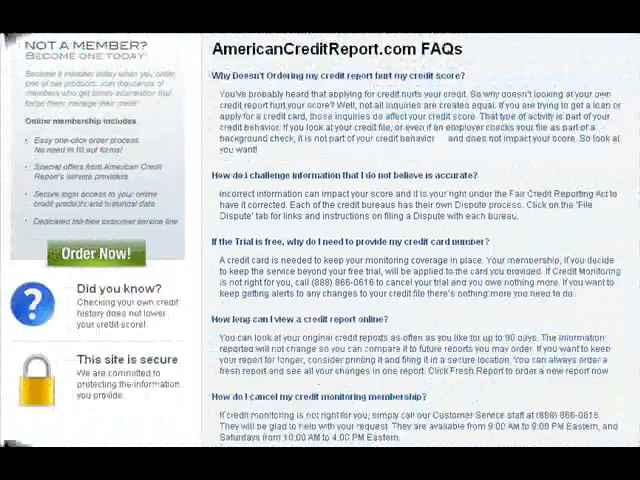 NOT A MEMBER?
BECOME ONE TODAY!
Become a member today when you order
one of our products. Join thousands of
members who get timely information that
helps them manage their credit.
Online membership includes
Easy one-click order process.
No need to fill out forms!
Special offers from American Credit
Report's service providers
Secure login access to your online
credit products and historical data
Dedicated toll-free customer service line
Order Now!
Did you know?
Checking your own credit
history does not lower
your credit score!
This site is secure
We are committed to
protecting the information
you provide.
AmericanCreditReport.com FAQs
Why Doesn't Ordering my credit report hurt my credit score?
You've probably heard that applying for credit hurts your credit. So why doesn't looking at your own
credit report hurt your score? Well, not all inquiries are created equal. If you are trying to get a loan or
apply for a credit card, those inquiries do affect your credit score. That type of activity is part of your
credit behavior. If you look at your credit file, or even if an employer checks your file as part of a
background check, it is not part of your credit behavior and does not impact your score. So look at
you want!
How do I challenge information that I do not believe is accurate?
Incorrect information can impact your score and it is your right under the Fair Credit Reporting Act to
have it corrected. Each of the credit bureaus has their own Dispute process. Click on the 'File
Dispute' tab for links and instructions on filing a Dispute with each bureau.
If the Trial is free, why do I need to provide my credit card number?
A credit card is needed to keep your monitoring coverage in place. Your membership, if you decide
to keep the service beyond your free trial, will be applied to the card you provided. If Credit Monitoring
is not right for you, call (888) 866-0616 to cancel your trial and you owe nothing more. If you want to
keep getting alerts to any changes to your credit file there's nothing more you need to do.
How long can I view a credit report online?
You can look at your original credit reports as often as you like for up to 90 days. The information
reported will not change so you can compare it to future reports you may order. If you want to keep
your report for longer, consider printing it and filing it in a secure location. You can always order a
fresh report and see all your changes in one report. Click Fresh Report to order a new report now
How do I cancel my credit monitoring membership?
If credit monitoring is not right for you, simply call our Customer Service staff at (888) 866-0616.
They will be glad to help with your request. They are available from 9:00 AM to 9:00 PM Eastern, and
Saturdays from 10:00 AM to 4:00 PM Eastern.